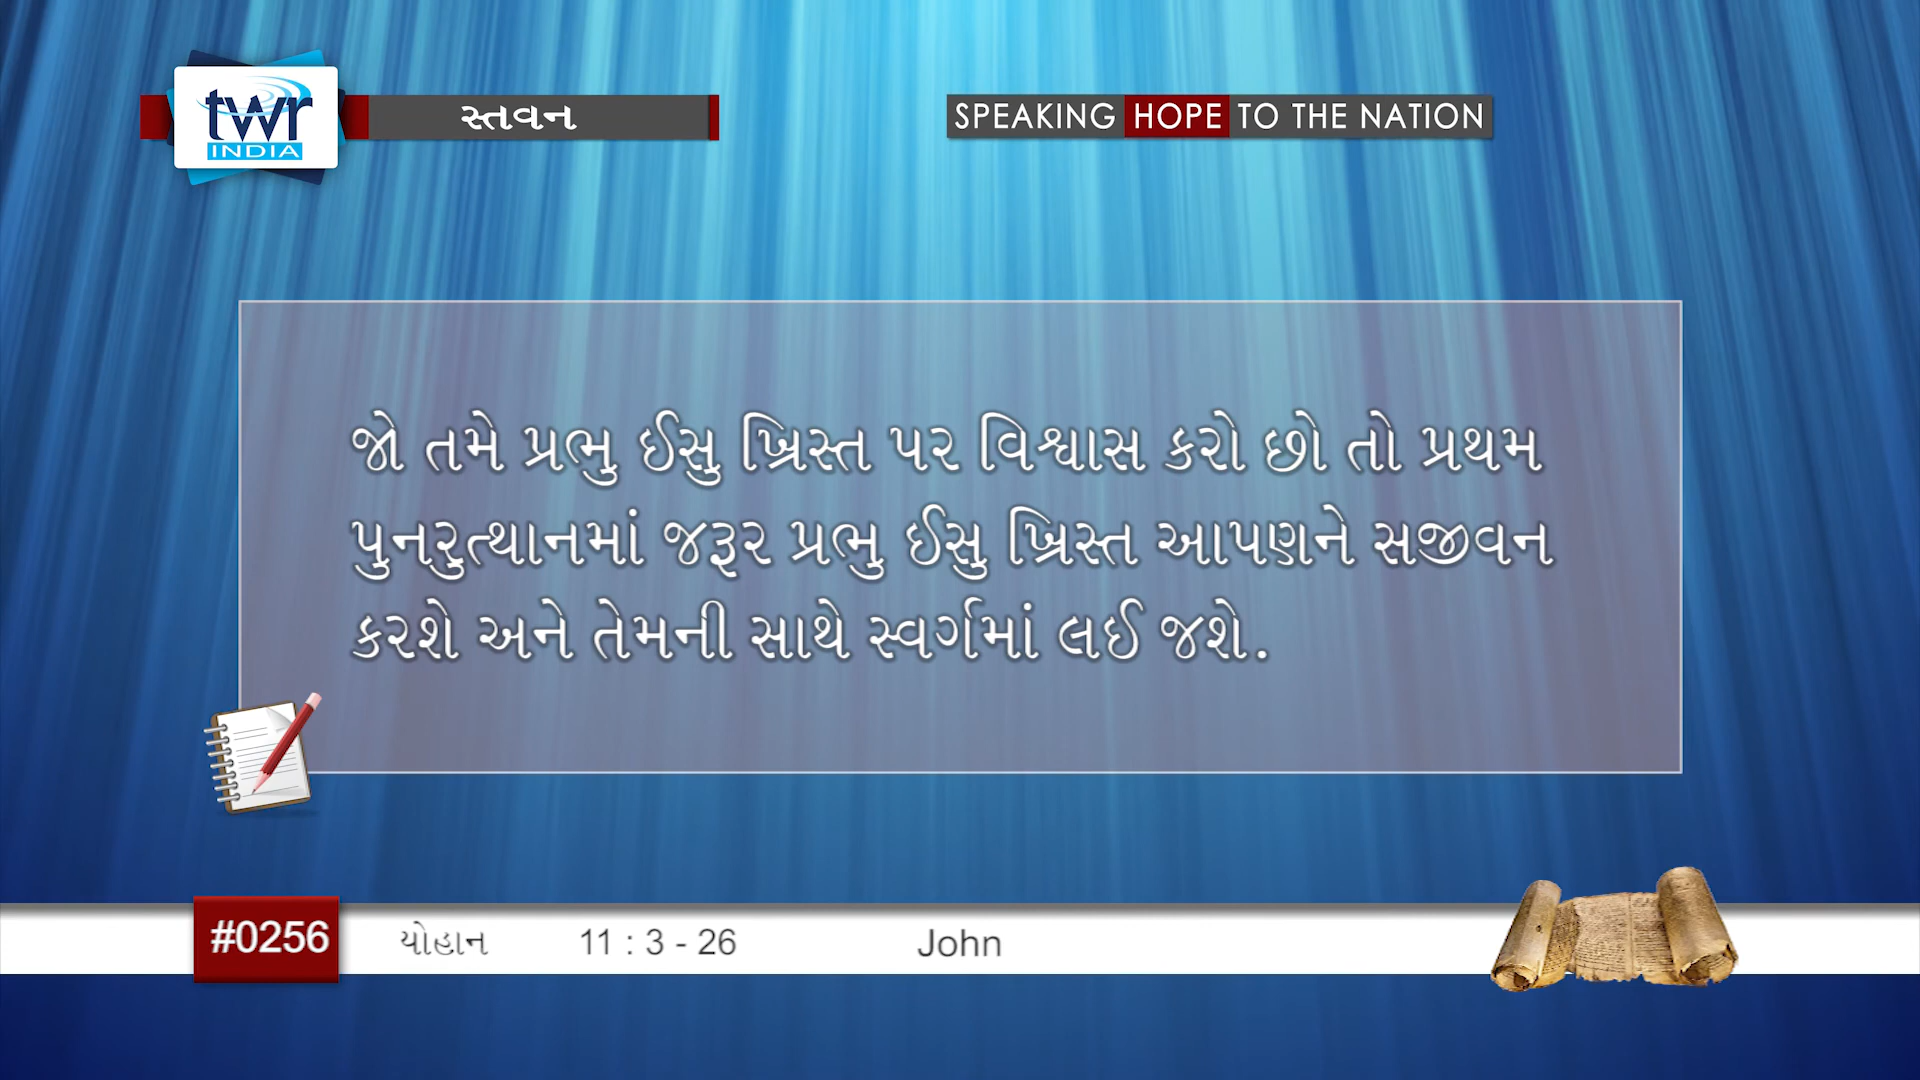 twr
INDIA
સ્તવન
SPEAKING HOPE TO THE NATION
જો તમે પ્રભુ ઈસુ ખ્રિસ્ત પર વિશ્વાસ કરો છો તો પ્રથમ
પુનરુત્થાનમાં જરૂર પ્રભુ ઈસુ ખ્રિસ્ત આપણને સજીવન
કરશે અને તેમની સાથે સ્વર્ગમાં લઈ જશે.
#0256 યોહાન 11 : 3 - 26 John